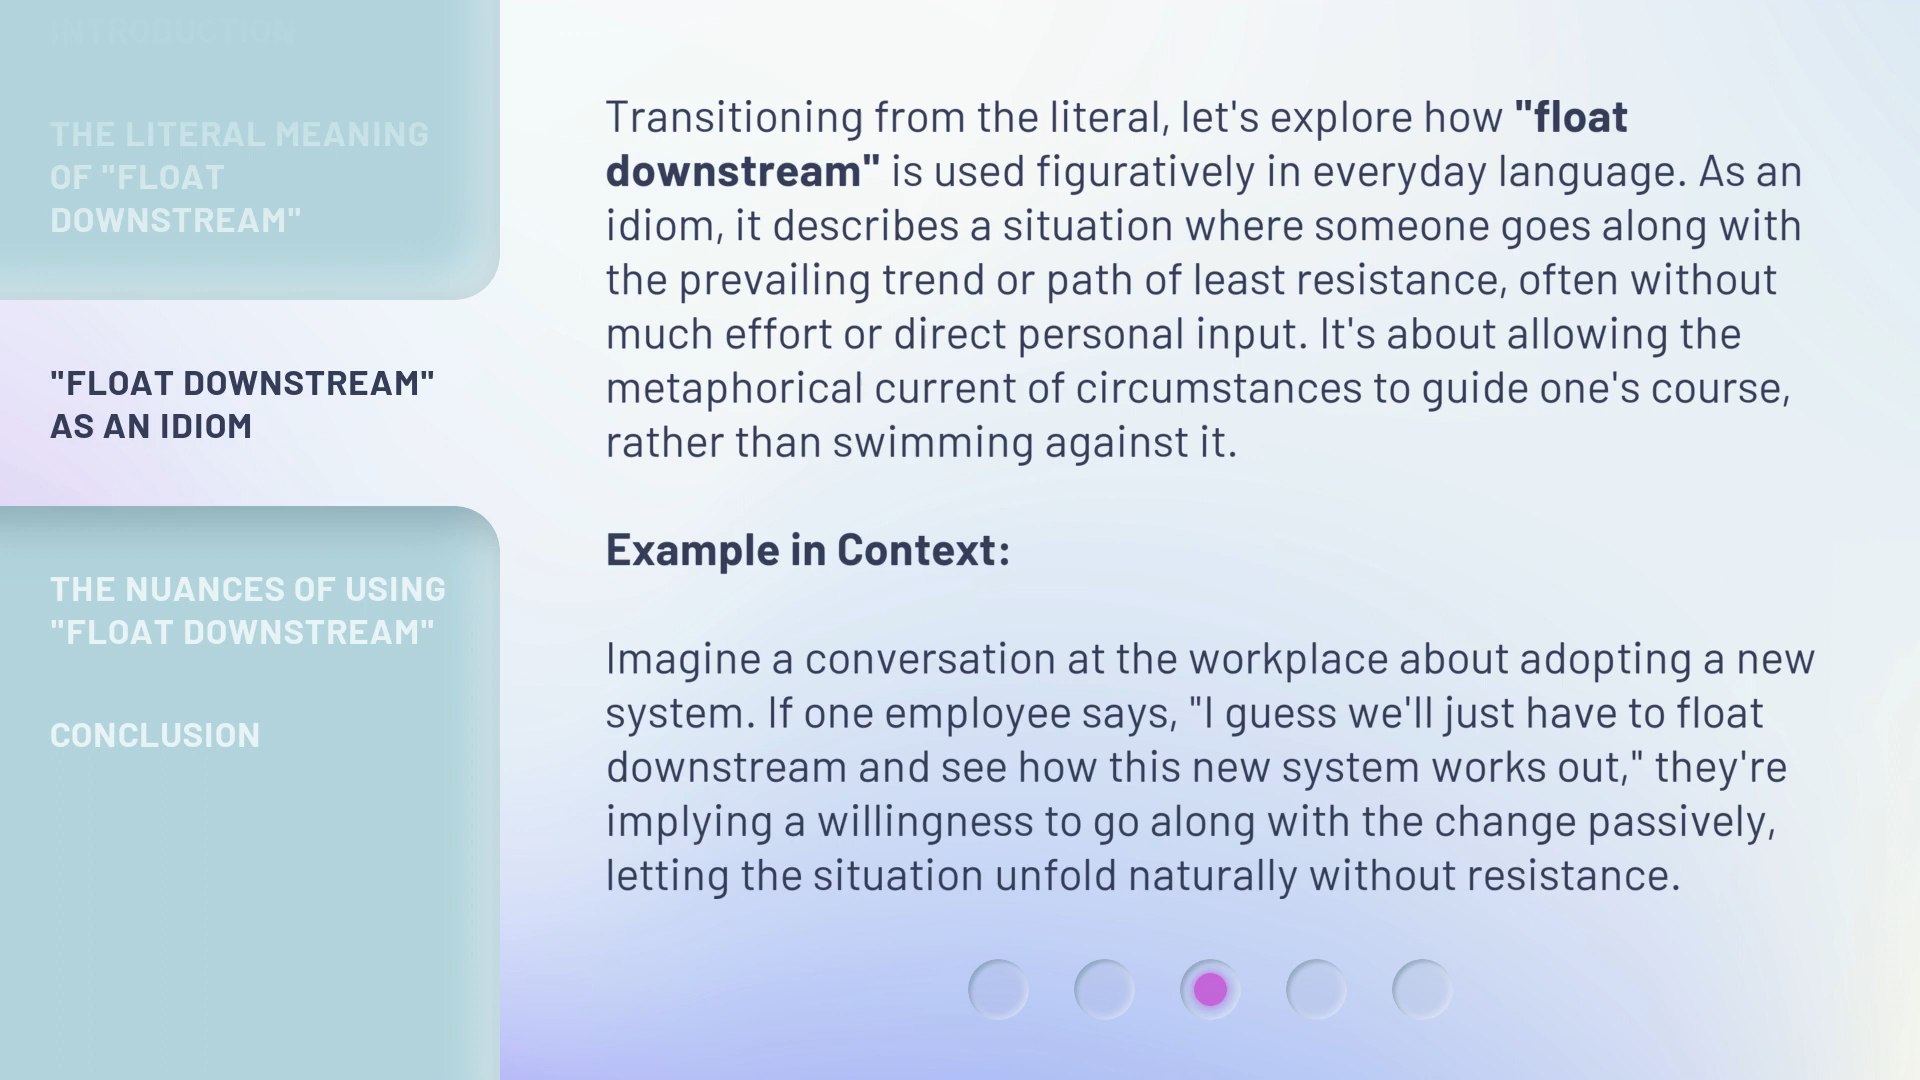 INTRODUCTION
THE LITERAL MEANING
OF "FLOAT
DOWNSTREAM"
"FLOAT DOWNSTREAM"
AS AN IDIOM
THE NUANCES OF USING
"FLOAT DOWNSTREAM"
CONCLUSION
Transitioning from the literal, let's explore how "float
downstream" is used figuratively in everyday language. As an
idiom, it describes a situation where someone goes along with
the prevailing trend or path of least resistance, often without
much effort or direct personal input. It's about allowing the
metaphorical current of circumstances to guide one's course,
rather than swimming against it.
Example in Context:
Imagine a conversation at the workplace about adopting a new
system. If one employee says, "I guess we'll just have to float
downstream and see how this new system works out," they're
implying a willingness to go along with the change passively,
letting the situation unfold naturally without resistance.